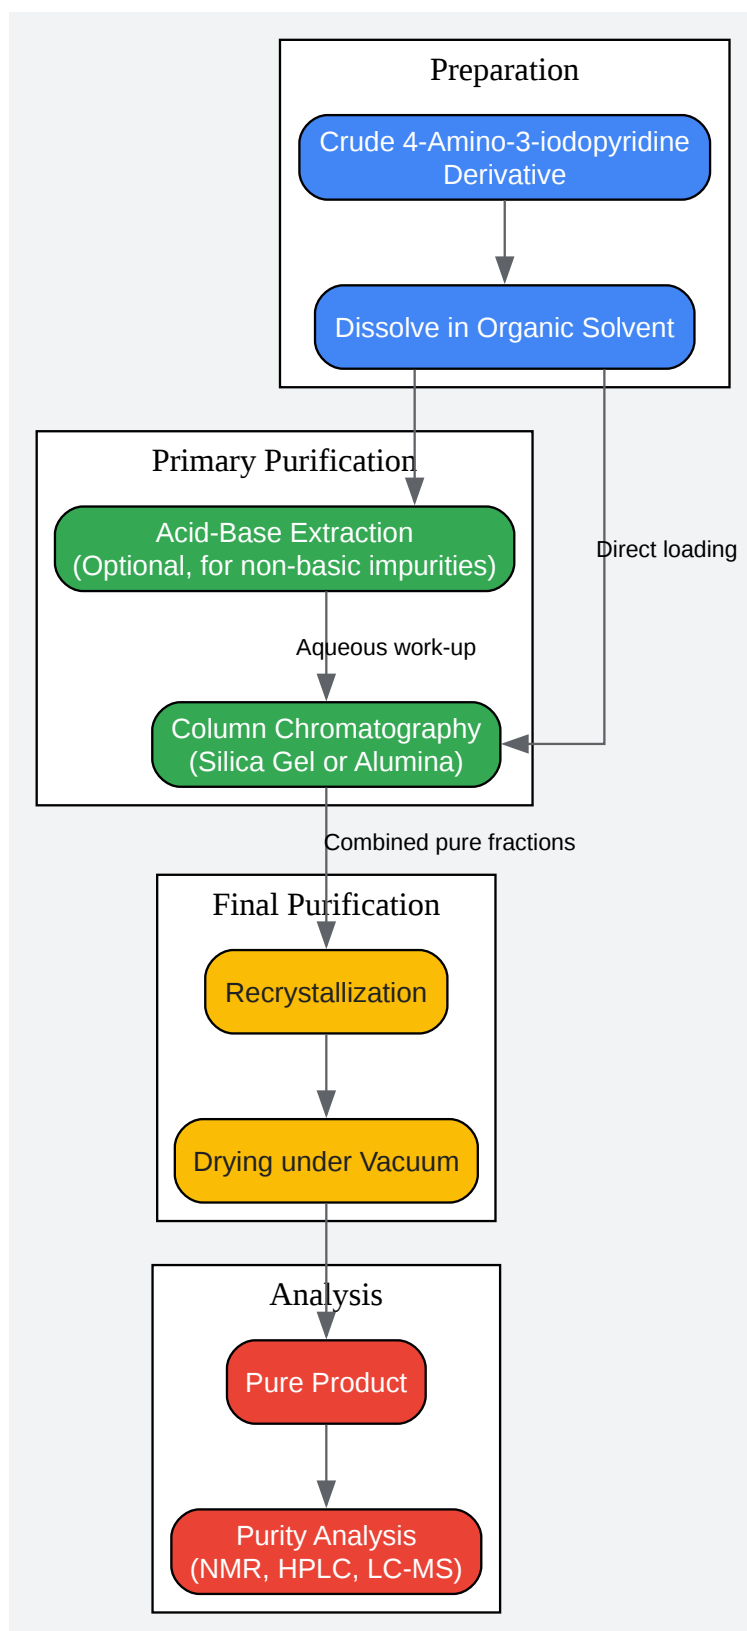 Preparation
Crude 4-Amino-3-iodopyridine
Derivative
Dissolve in Organic Solvent
Primary Purification
Acid-Base Extraction
(Optional, for non-basic impurities)
Direct loading
Aqueous work-up
Column Chromatography
(Silica Gel or Alumina)
Combined pure fractions
Final Purification
Recrystallization
Drying under Vacuum
Analysis
Pure Product
Purity Analysis
(NMR, HPLC, LC-MS)